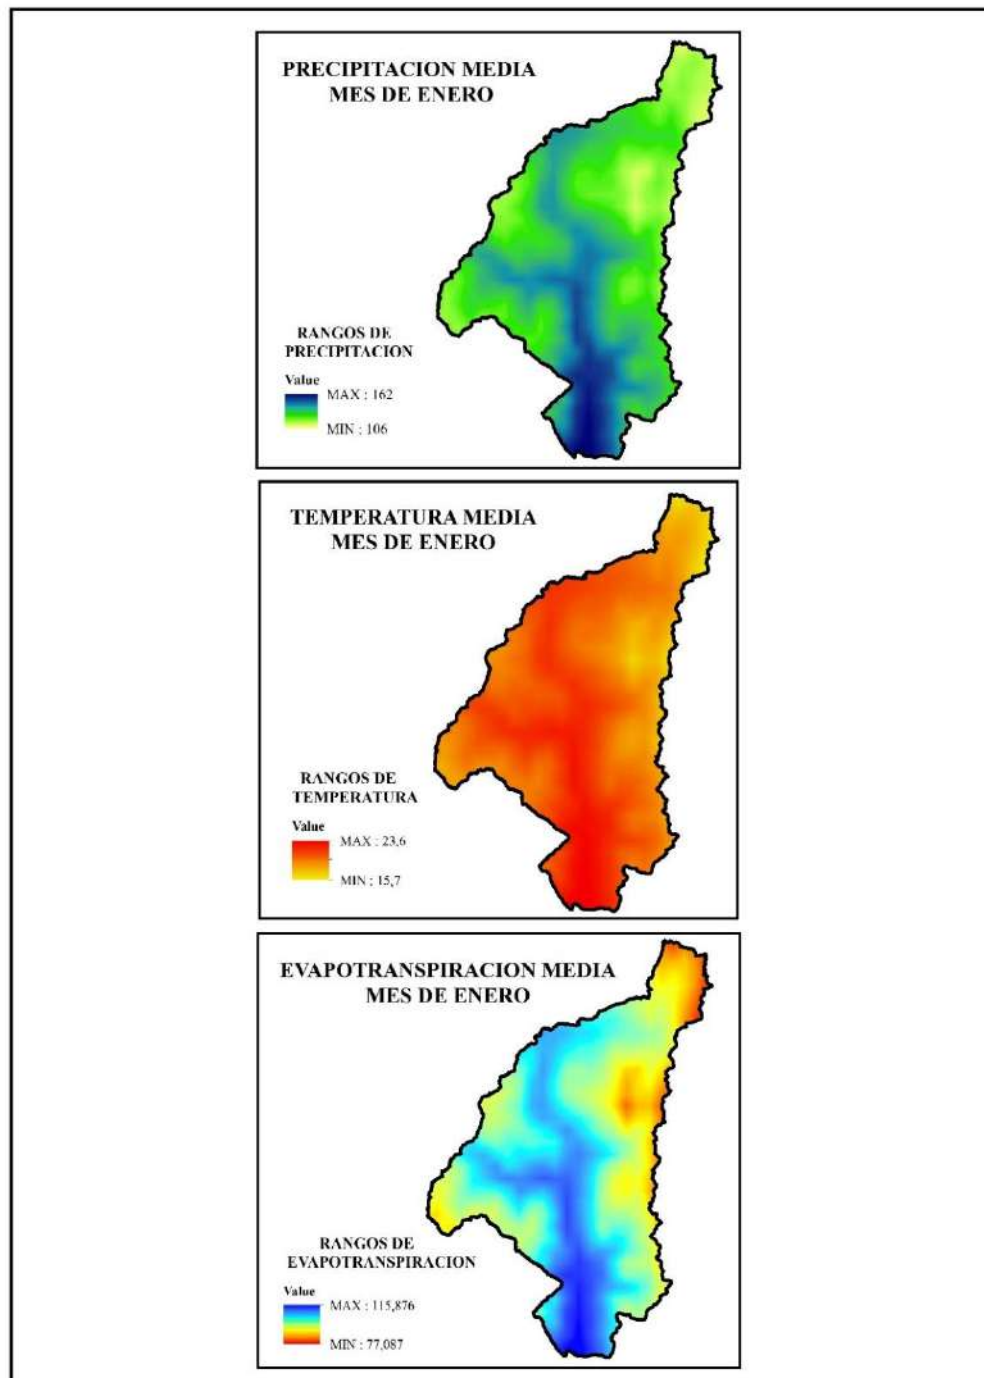 PRECIPITACION MEDIA
MES DE ENERO
RANGOS DE
PRECIPITACION
Value
MAX : 162
MIN : 106
TEMPERATURA MEDIA
MES DE ENERO
RANGOS DE
TEMPERATURA
Value
MAX : 23,6
MIN : 15,7
EVAPOTRANSPIRACION MEDIA
MES DE ENERO
RANGOS DE
EVAPOTRANSPIRACION
Value
MAX : 115,876
MIN : 77,087